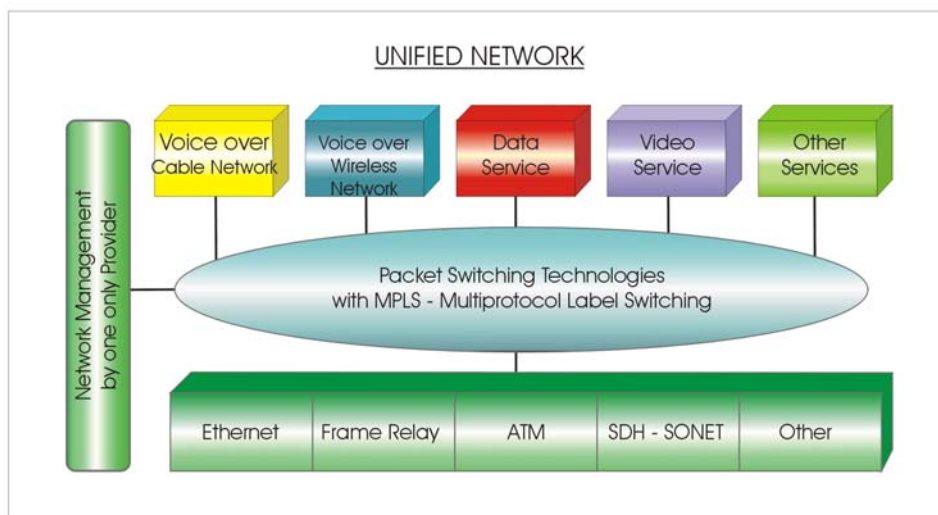 UNIFIED NETWORK
Voice over
Cable Network
Voice over
Wireless
Network
Data
Service
Video
Service
Other
Services
Network Management
by one only Provider
Packet Switching Technologies
with MPLS - Multiprotocol Label Switching
Ethernet
Frame Relay
ATM
SDH - SONET
Other